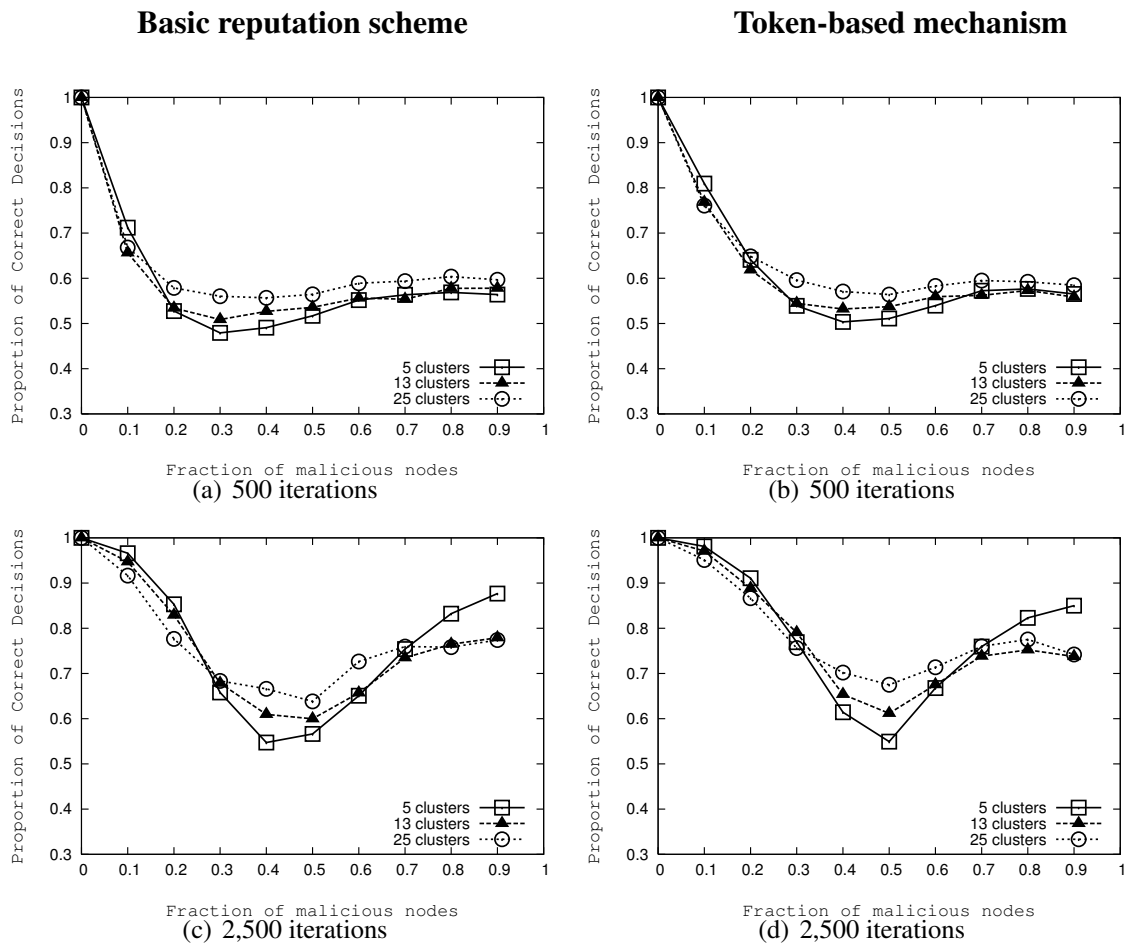 Basic reputation scheme
Token-based mechanism
Proportion of Correct Decisions
1
0.9
0.8
0.7
0.6
0.5
0.4
0.3
0 0.1 0.2 0.3 0.4 0.5 0.6 0.7 0.8 0.9 1
5 clusters
13 clusters
25 clusters
Fraction of malicious nodes
(a) 500 iterations
Proportion of Correct Decisions
1
0.9
0.8
0.7
0.6
0.5
0.4
0.3
0 0.1 0.2 0.3 0.4 0.5 0.6 0.7 0.8 0.9 1
5 clusters
13 clusters
25 clusters
Fraction of malicious nodes
(b) 500 iterations
Proportion of Correct Decisions
1
0.9
0.8
0.7
0.6
0.5
0.4
0.3
0 0.1 0.2 0.3 0.4 0.5 0.6 0.7 0.8 0.9 1
5 clusters
13 clusters
25 clusters
Fraction of malicious nodes
(c) 2,500 iterations
Proportion of Correct Decisions
1
0.9
0.8
0.7
0.6
0.5
0.4
0.3
0 0.1 0.2 0.3 0.4 0.5 0.6 0.7 0.8 0.9 1
5 clusters
13 clusters
25 clusters
Fraction of malicious nodes
(d) 2,500 iterations